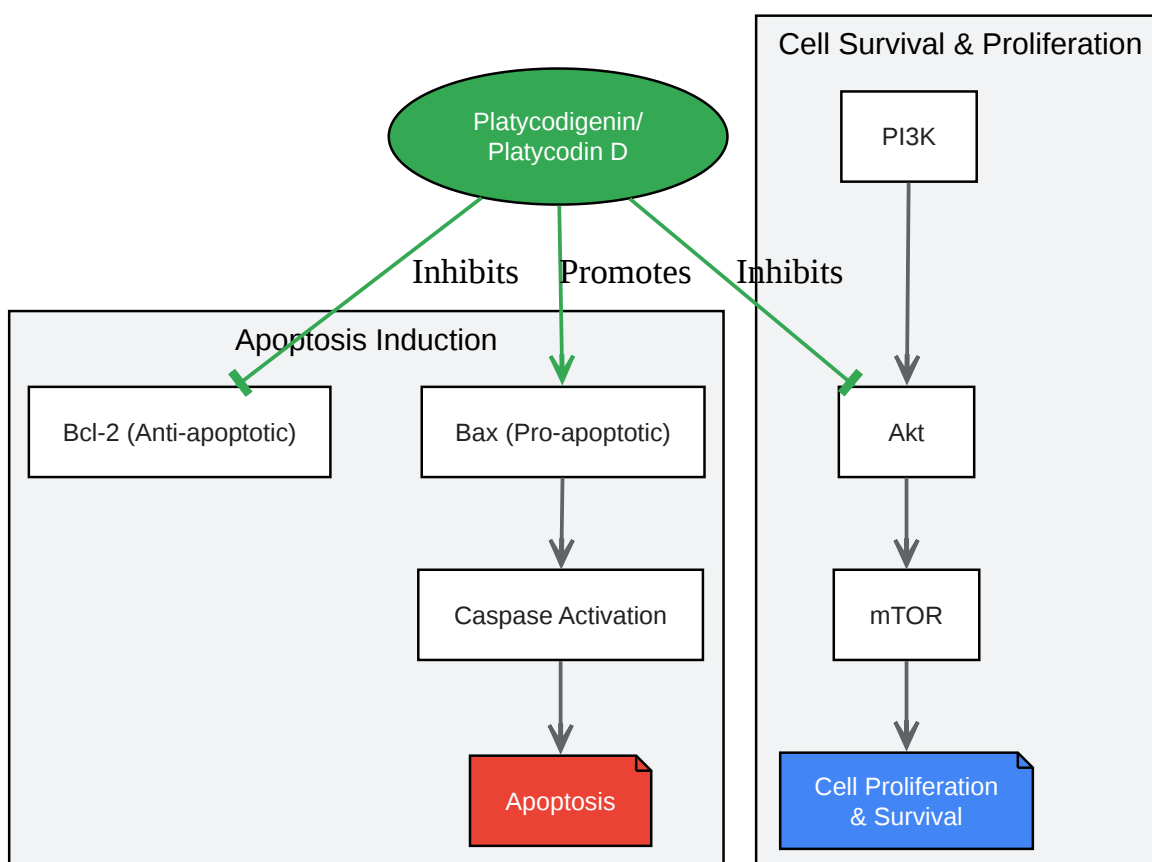 Cell Survival & Proliferation
Platycodigenin/
Platycodin D
PI3K
Inhibits
Promotes
Inhibits
Apoptosis Induction
Bcl-2 (Anti-apoptotic)
Bax (Pro-apoptotic)
Akt
Caspase Activation
mTOR
Apoptosis
Cell Proliferation
& Survival